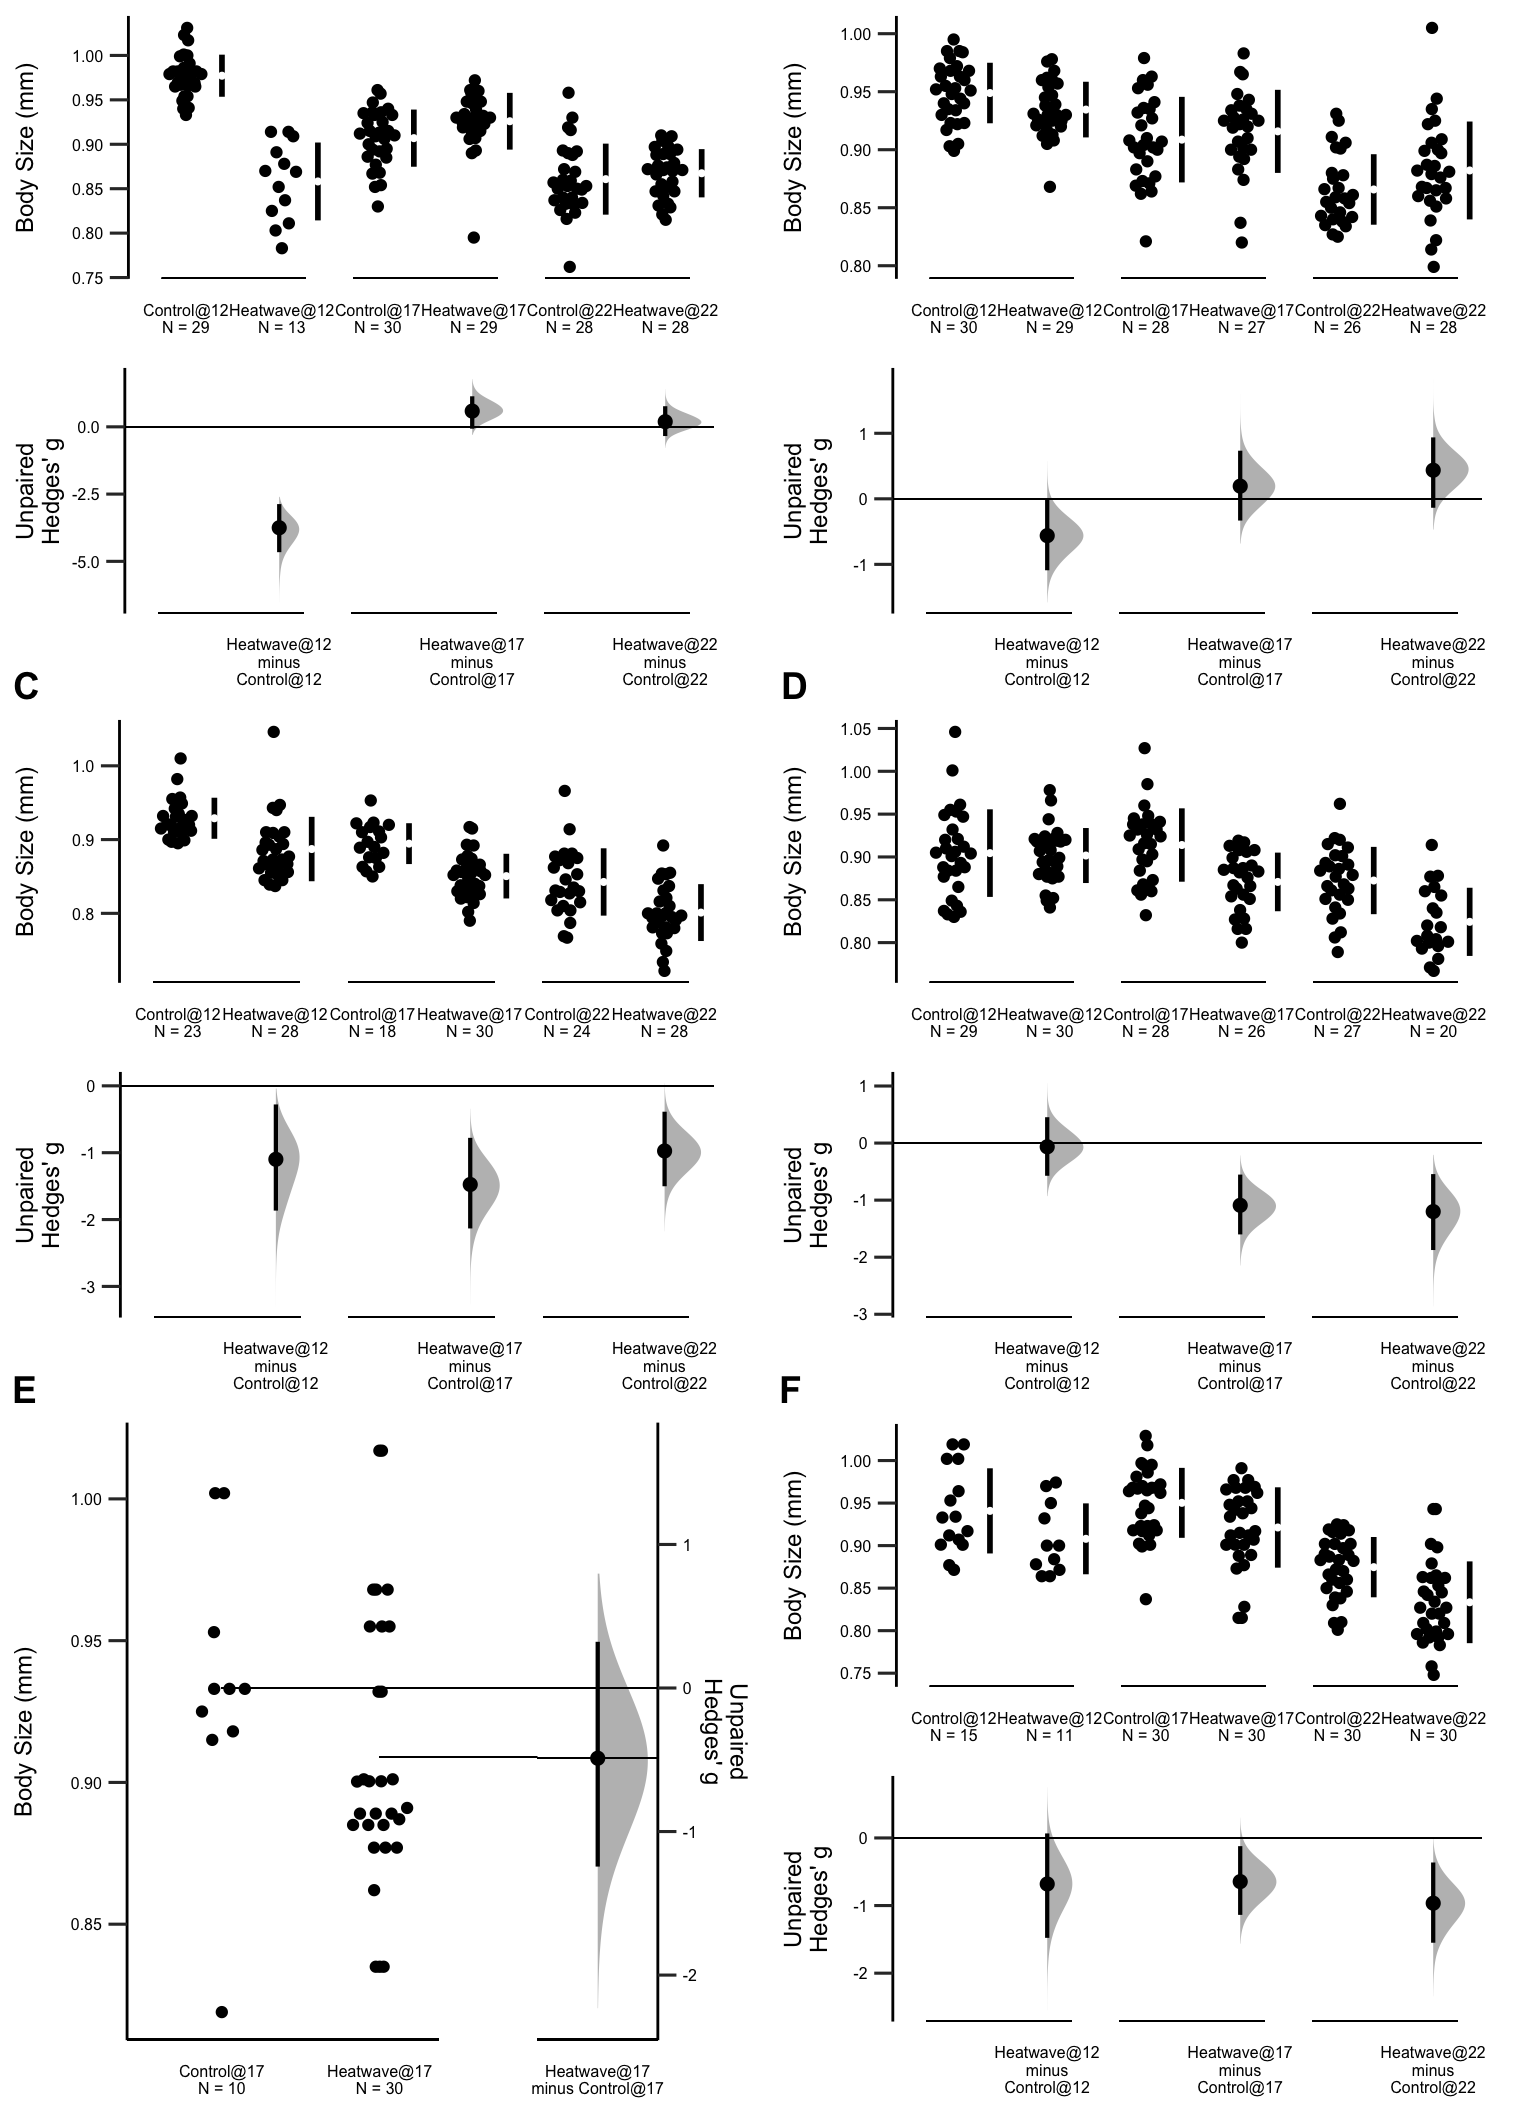 Body Size (mm)
1.00
0.95
0.90
0.85
0.80
0.75
Control@12 Heatwave@12 Control@17 Heatwave@17 Control@22 Heatwave@22
N = 29 N = 13 N = 30 N = 29 N = 28 N = 28
Unpaired
Hedges' g
0.0
-2.5
-5.0
Heatwave@12 Heatwave@17 Heatwave@22
minus minus minus
Control@12 Control@17 Control@22
Body Size (mm)
1.00
0.95
0.90
0.85
0.80
Control@12 Heatwave@12 Control@17 Heatwave@17 Control@22 Heatwave@22
N = 30 N = 29 N = 28 N = 27 N = 26 N = 28
Unpaired
Hedges' g
1
0
-1
Heatwave@12 Heatwave@17 Heatwave@22
minus minus minus
Control@12 Control@17 Control@22
C
Body Size (mm)
1.0
0.9
0.8
Control@12 Heatwave@12 Control@17 Heatwave@17 Control@22 Heatwave@22
N = 23 N = 28 N = 18 N = 30 N = 24 N = 28
Unpaired
Hedges' g
0
-1
-2
-3
Heatwave@12 Heatwave@17 Heatwave@22
minus minus minus
Control@12 Control@17 Control@22
D
Body Size (mm)
1.05
1.00
0.95
0.90
0.85
0.80
Control@12 Heatwave@12 Control@17 Heatwave@17 Control@22 Heatwave@22
N = 29 N = 30 N = 28 N = 26 N = 27 N = 20
Unpaired
Hedges' g
1
0
-1
-2
-3
Heatwave@12 Heatwave@17 Heatwave@22
minus minus minus
Control@12 Control@17 Control@22
E
Body Size (mm)
1.00
0.95
0.90
0.85
1
0
-1
-2
Unpaired
Hedges' g
Control@17 Heatwave@17 Heatwave@17
N = 10 N = 30 minus Control@17
F
Body Size (mm)
1.00
0.95
0.90
0.85
0.80
0.75
Control@12 Heatwave@12 Control@17 Heatwave@17 Control@22 Heatwave@22
N = 15 N = 11 N = 30 N = 30 N = 30 N = 30
Unpaired
Hedges' g
0
-1
-2
Heatwave@12 Heatwave@17 Heatwave@22
minus minus minus
Control@12 Control@17 Control@22